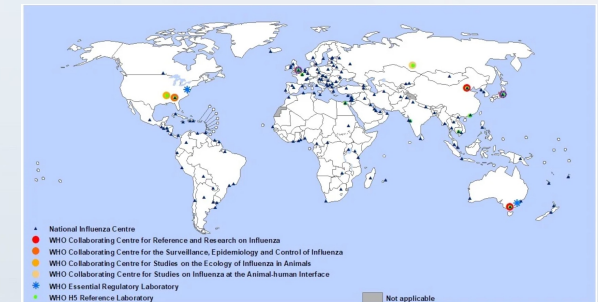 National Influenza Centre
WHO Collaborating Centre for Reference and Research on Influenza
WHO Collaborating Centre for the Surveillance, Epidemiology and Control of Influenza
WHO Collaborating Centre for Studies on the Ecology of Influenza in Animals
WHO Collaborating Centre for Studies on Influenza at the Animal-human Interface
WHO Essential Regulatory Laboratory
WHO H5 Reference Laboratory
Not applicable